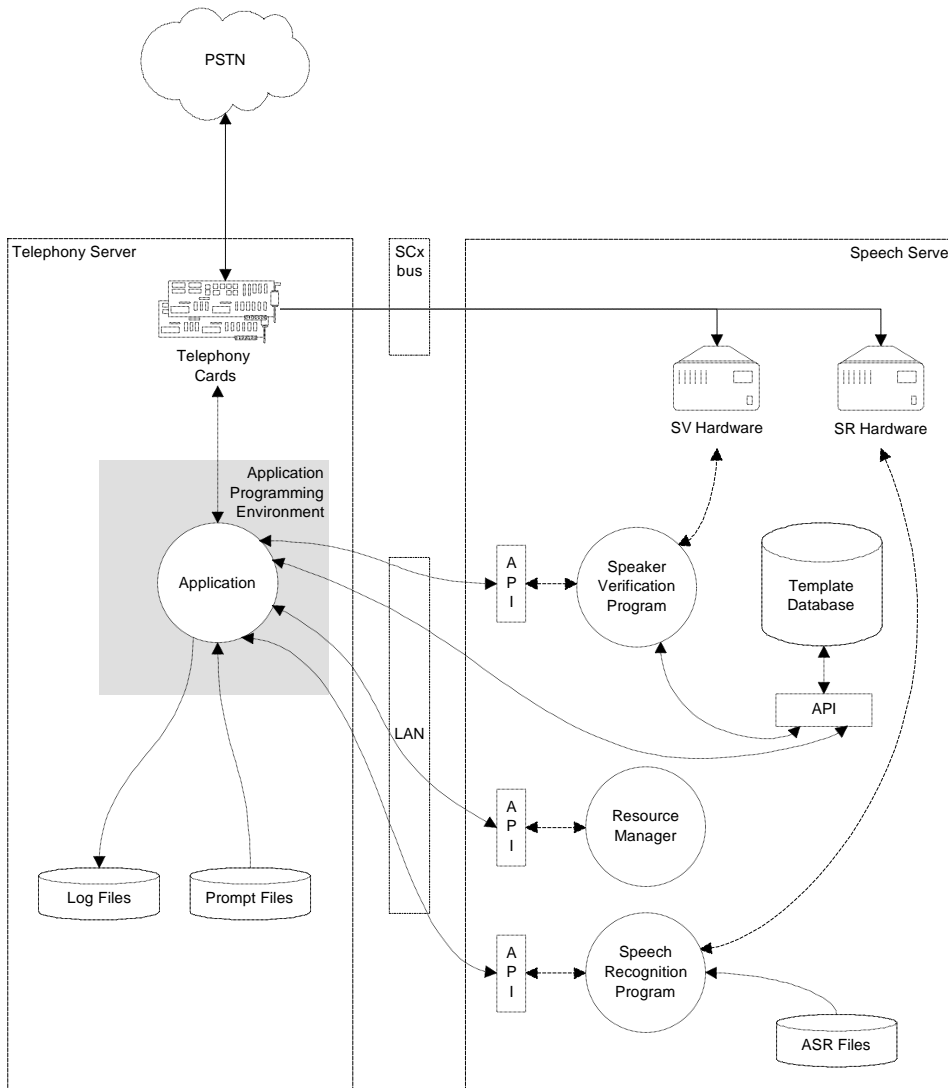 PSTN
Telephony Server
SCx
bus
Speech Serve
Telephony
Cards
SV Hardware
SR Hardware
Application
Programming
Environment
Application
A
P
I
Speaker
Verification
Program
Template
Database
API
LAN
A
P
I
Resource
Manager
Log Files
Prompt Files
A
P
I
Speech
Recognition
Program
ASR Files